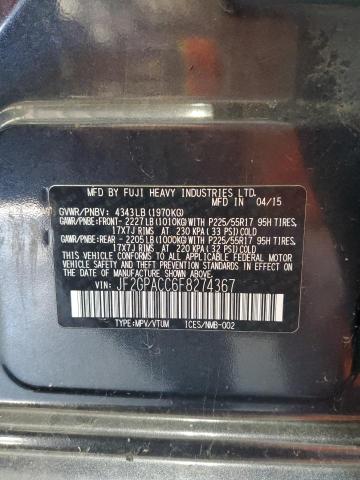 MFD. BY FUJI HEAVY INDUSTRIES LTD.
GVWR/PNBV: 4343LB (1970KG) IN 04/15
GAWR/PNBE:FRONT- 2227LB(1010KG)WITH P225/55R17 95H TIRES,
17X7J RIMS AT 230 KPA( 33 PSI) COLD
GAWR/PNBE:REAR - 2205LB(1000KG)WITH P225/55R17 95H TIRES,
17X7J RIMS AT 220 KPA( 32 PSI) COLD
THIS VEHICLE CONFORMS TO ALL APPLICABLE FEDERAL MOTOR
VEHICLE SAFETY, BUMPER, AND THEFT PREVENTION STANDARDS IN
EFFECT ON THE DATE OF MANUFACTURE SHOWN ABOVE.
VIN: JF2GPACC6F8274367
TYPE:MPV/VTUM ICES/NMB-002